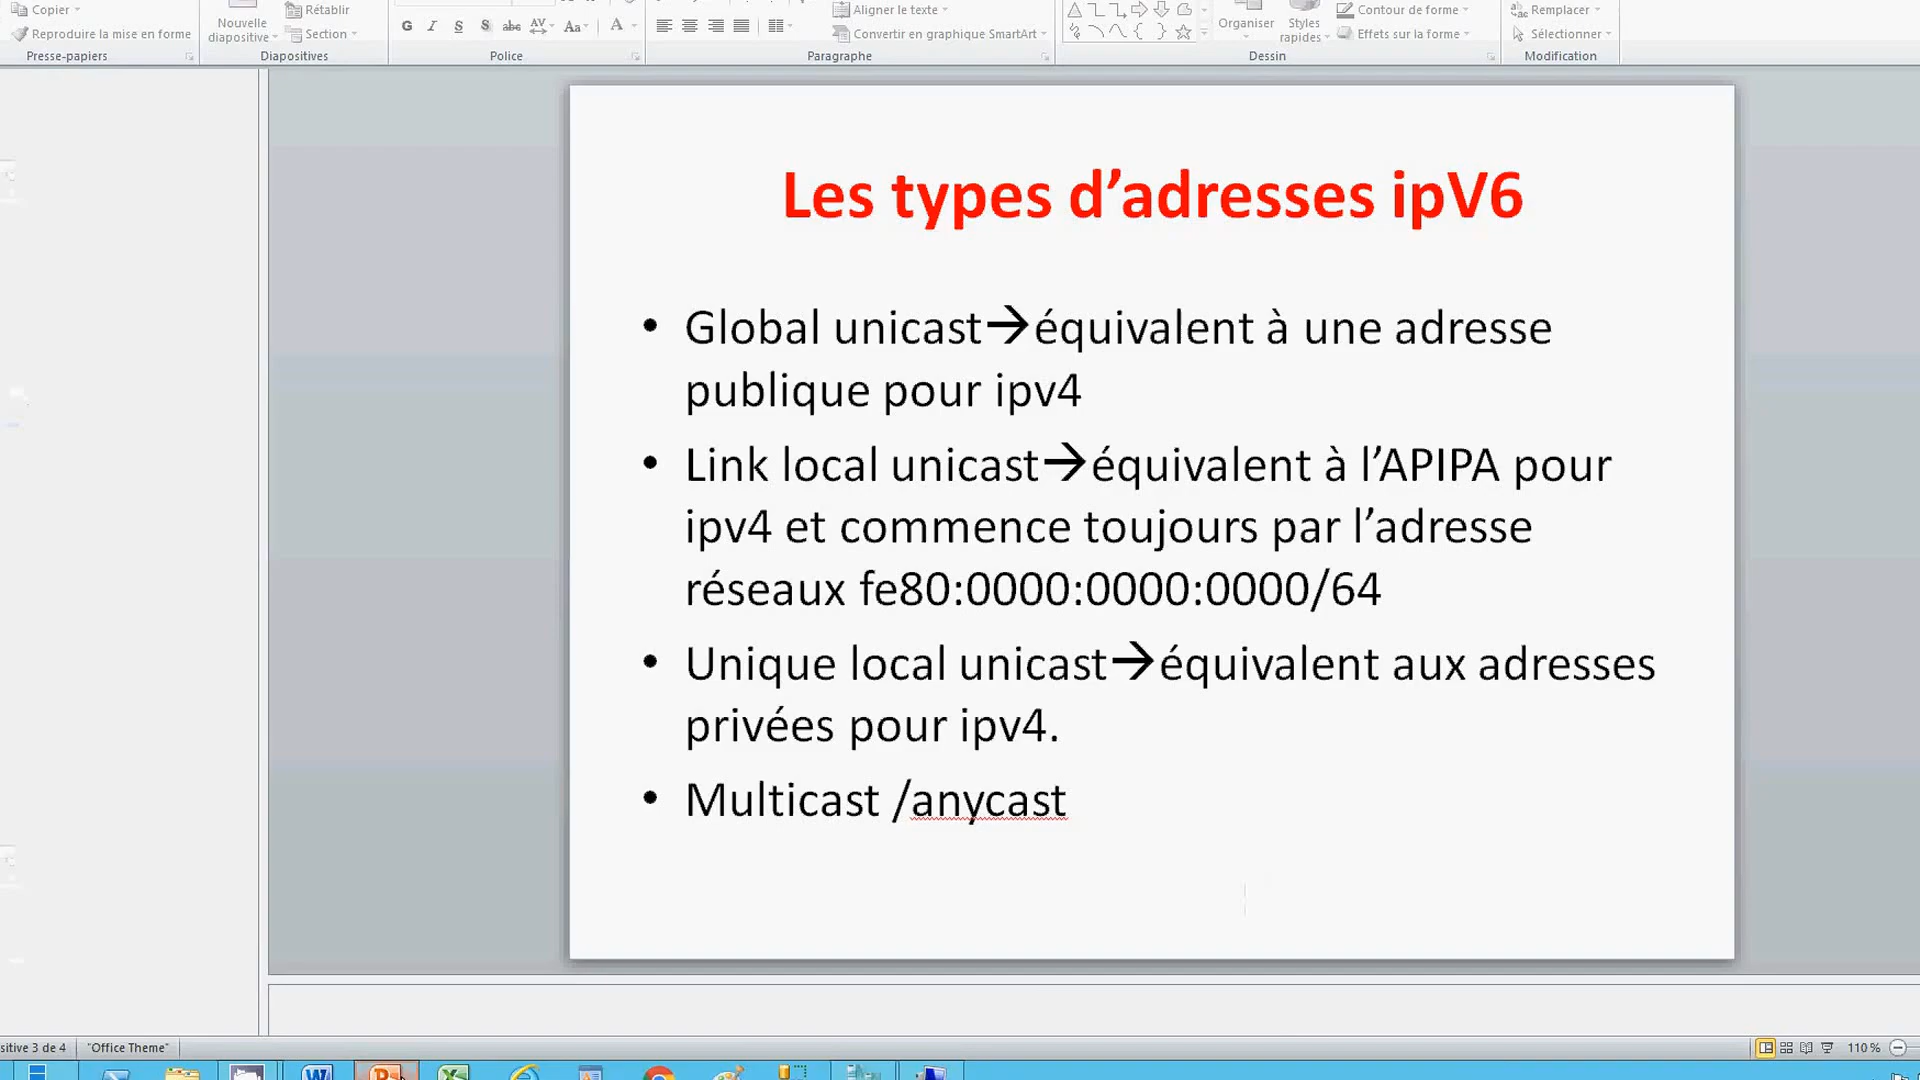 Copier
Rétablir
Aligner le texte
Contour de forme
Remplacer
Reproduire la mise en forme
Nouvelle
diapositive
Section
G I S S abc AV Aa A
Convertir en graphique SmartArt
Organiser
Styles
rapides
Effets sur la forme
Sélectionner
Presse-papiers
Diapositives
Police
Paragraphe
Dessin
Modification
Les types d’adresses ipV6
• Global unicast→équivalent à une adresse
publique pour ipv4
• Link local unicast→équivalent à l’APIPA pour
ipv4 et commence toujours par l’adresse
réseaux fe80:0000:0000:0000/64
• Unique local unicast→équivalent aux adresses
privées pour ipv4.
• Multicast /anycast
sitive 3 de 4
"Office Theme"
110 %